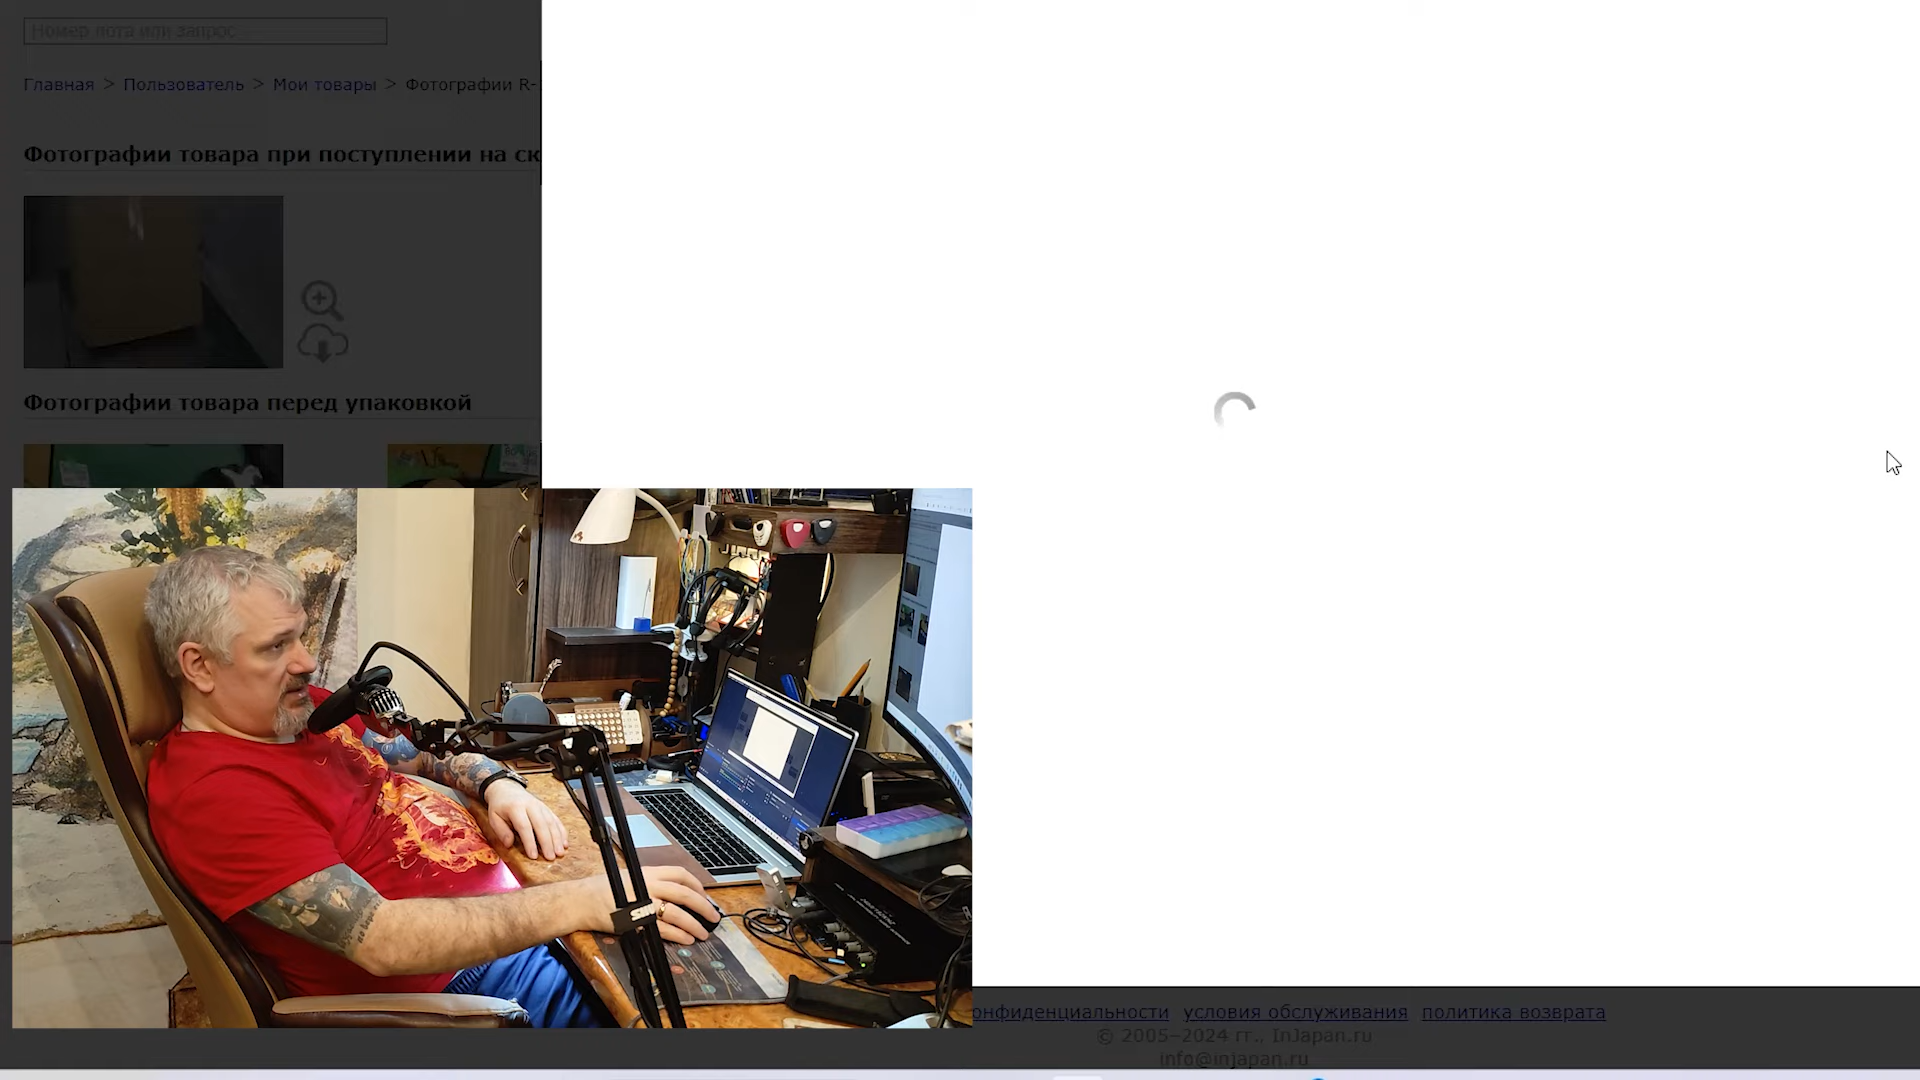 Номер лота или запрос
Главная > Пользователь > Мои товары > Фотографии R-
Фотографии товара при поступлении на ск
Фотографии товара перед упаковкой
онфиденциальности условия обслуживания политика возврата
© 2005–2024 гг., InJapan.ru
info@injapan.ru